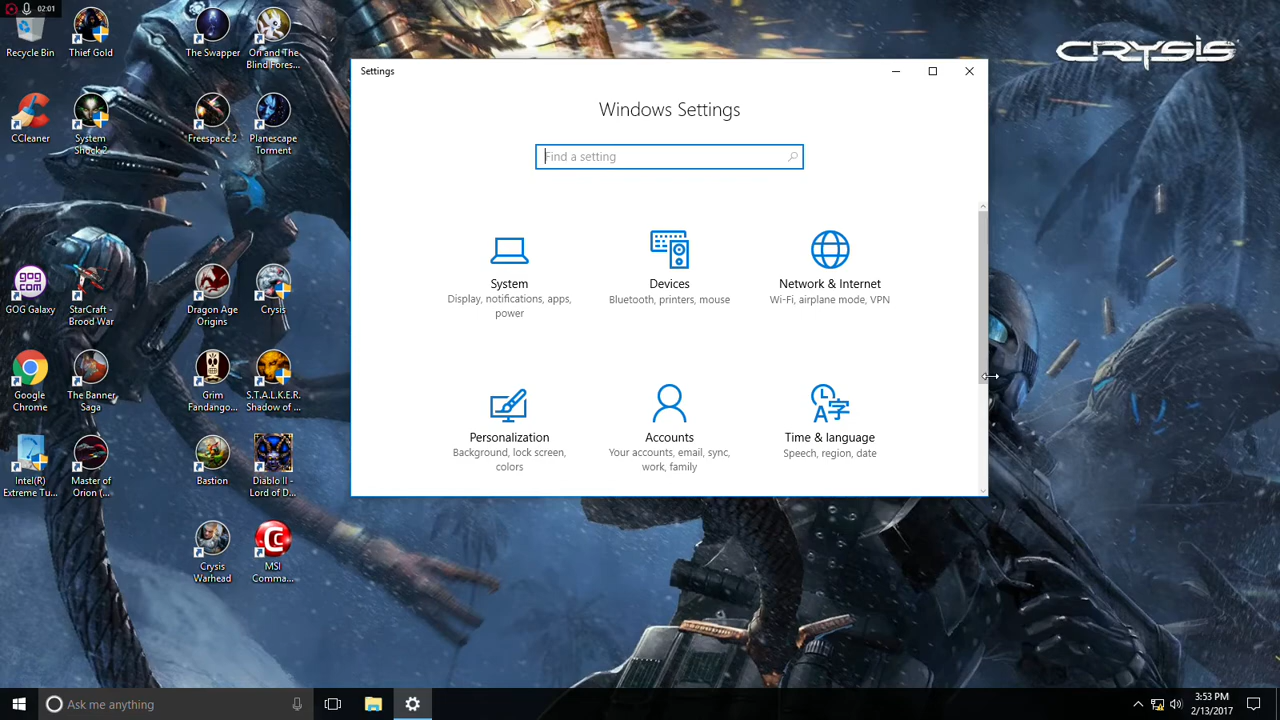 02:01
Recycle Bin
Thief Gold
The Swapper
Ori and The
Blind Fores...
CRYSIS
CCleaner
System
Shock 2
Freespace 2
Planescape
Torment
GOG.COM
GOG Galaxy
StarCraft -
Brood War
Dragon Age
Origins
Crysis
Google
Chrome
The Banner
Saga
Grim
Fandango...
S.T.A.L.K.E.R.
Shadow of ...
Intel(R)
Extreme Tu...
Master of
Orion (...
Bastion
Diablo II -
Lord of D...
Crysis
Warhead
MSI
Comma...
Settings
Windows Settings
Find a setting
System
Display, notifications, apps,
power
Devices
Bluetooth, printers, mouse
Network & Internet
Wi-Fi, airplane mode, VPN
Personalization
Background, lock screen,
colors
Accounts
Your accounts, email, sync,
work, family
A字
Time & language
Speech, region, date
Ask me anything
3:53 PM
2/13/2017